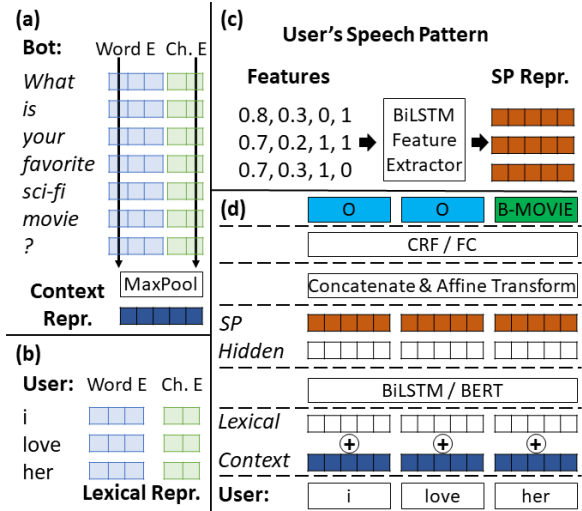 (a)
Bot: Word E Ch. E
What
is
your
favorite
sci-fi
movie
?
MaxPool
Context
Repr.
(b)
User: Word E Ch. E
i
love
her
Lexical Repr.
(c)
User's Speech Pattern
Features
SP Repr.
0.8, 0.3, 0, 1
0.7, 0.2, 1, 1
0.7, 0.3, 1, 0
BiLSTM
Feature
Extractor
(d)
O O B-MOVIE
CRF / FC
Concatenate & Affine Transform
SP
Hidden
BiLSTM / BERT
Lexical
+ + +
Context
User: i love her